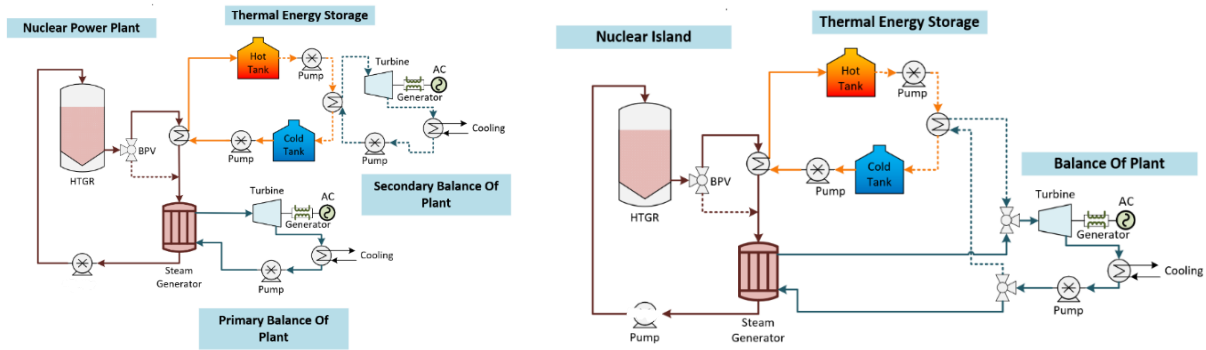 Thermal Energy Storage
Nuclear Power Plant
Hot
Tank
Pump
Turbine
AC
Generator
Cold
Tank
Pump
Pump
Cooling
BPV
HTGR
Secondary Balance Of
Plant
Turbine
AC
Generator
Cooling
Pump
Steam
Generator
Primary Balance Of
Plant
Thermal Energy Storage
Nuclear Island
Hot
Tank
Pump
Cold
Tank
Pump
BPV
HTGR
Balance Of Plant
Turbine
AC
Generator
Cooling
Pump
Steam
Generator
Pump